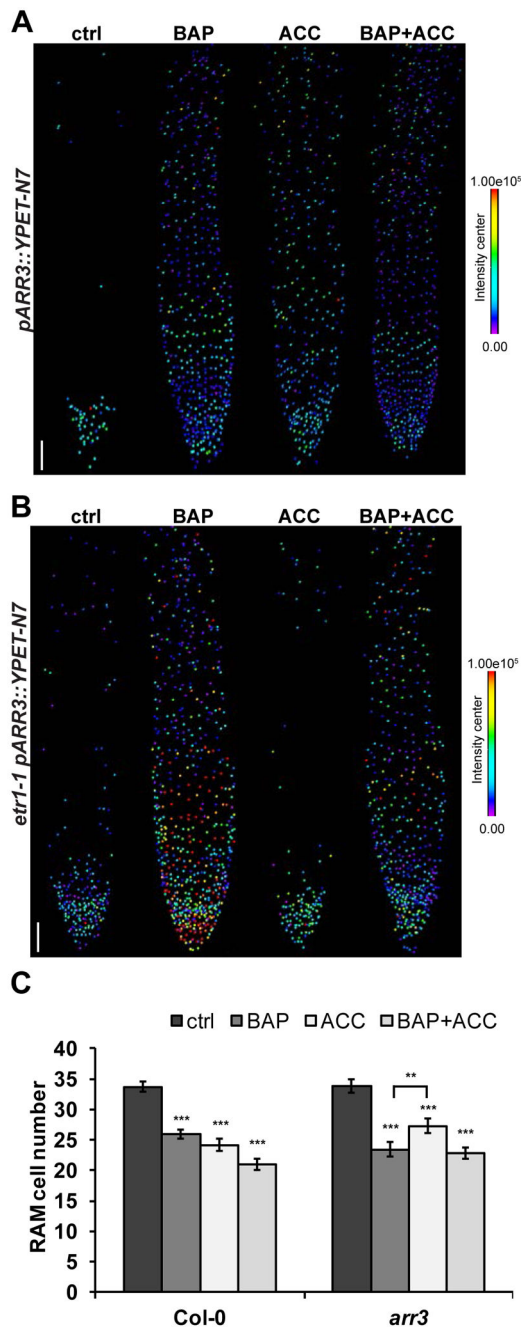 A
ctrl BAP ACC BAP+ACC
pARR3::YPET-N7
1.00e⁵
Intensity center
0.00
B
ctrl BAP ACC BAP+ACC
etr1-1 pARR3::YPET-N7
1.00e⁵
Intensity center
0.00
C
ctrl BAP ACC BAP+ACC
RAM cell number
40
35
30
25
20
15
10
5
0
*** *** ***
** 
*** *** ***
Col-0 arr3